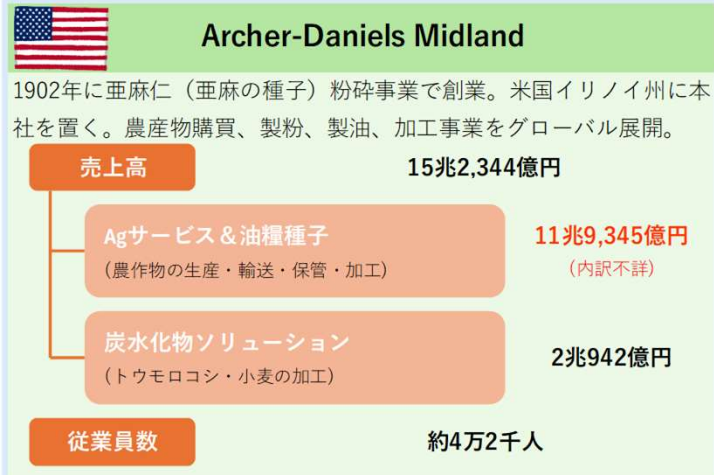 Archer-Daniels Midland
1902年に亜麻仁（亜麻の種子）粉砕事業で創業。米国イリノイ州に本
社を置く。農産物購買、製粉、製油、加工事業をグローバル展開。
売上高
15兆2,344億円
Agサービス＆油糧種子
(農作物の生産・輸送・保管・加工)
11兆9,345億円
(内訳不詳)
炭水化物ソリューション
(トウモロコシ・小麦の加工)
2兆942億円
従業員数
約4万2千人